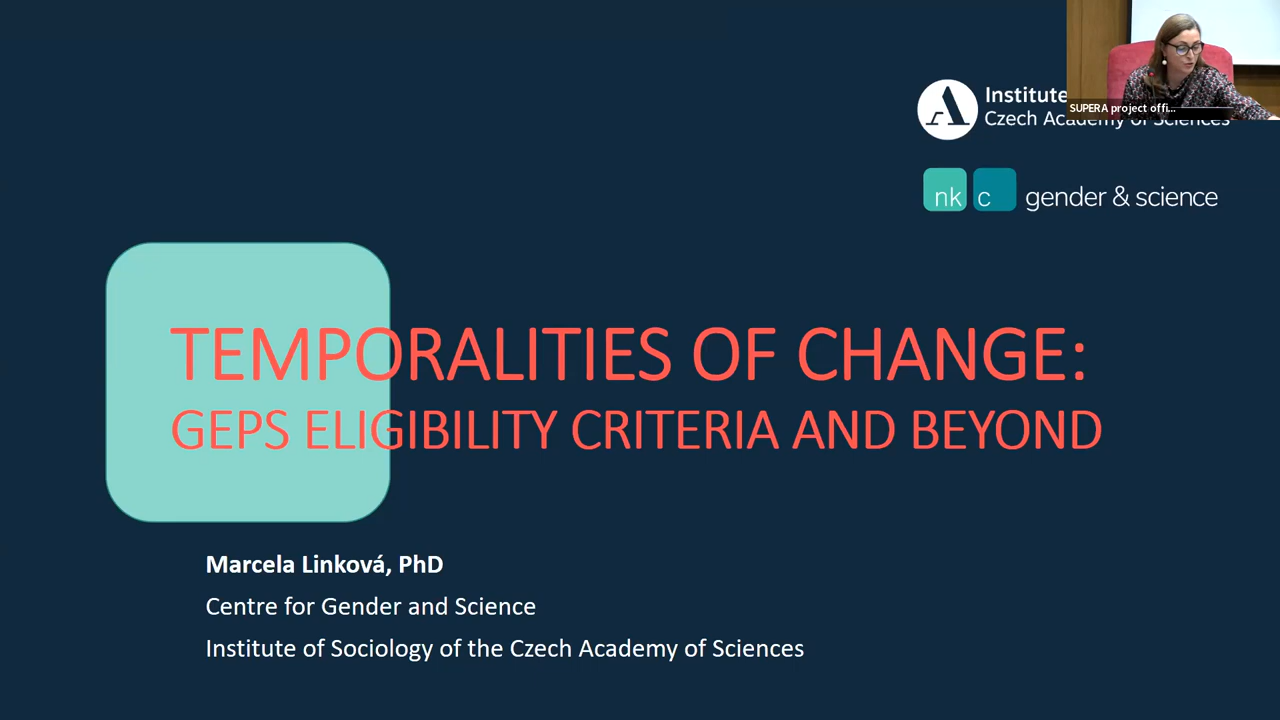 Institute
Czech Academy of Sciences
SUPERA project offi...
nk c gender & science
TEMPORALITIES OF CHANGE:
GEPS ELIGIBILITY CRITERIA AND BEYOND
Marcela Linková, PhD
Centre for Gender and Science
Institute of Sociology of the Czech Academy of Sciences